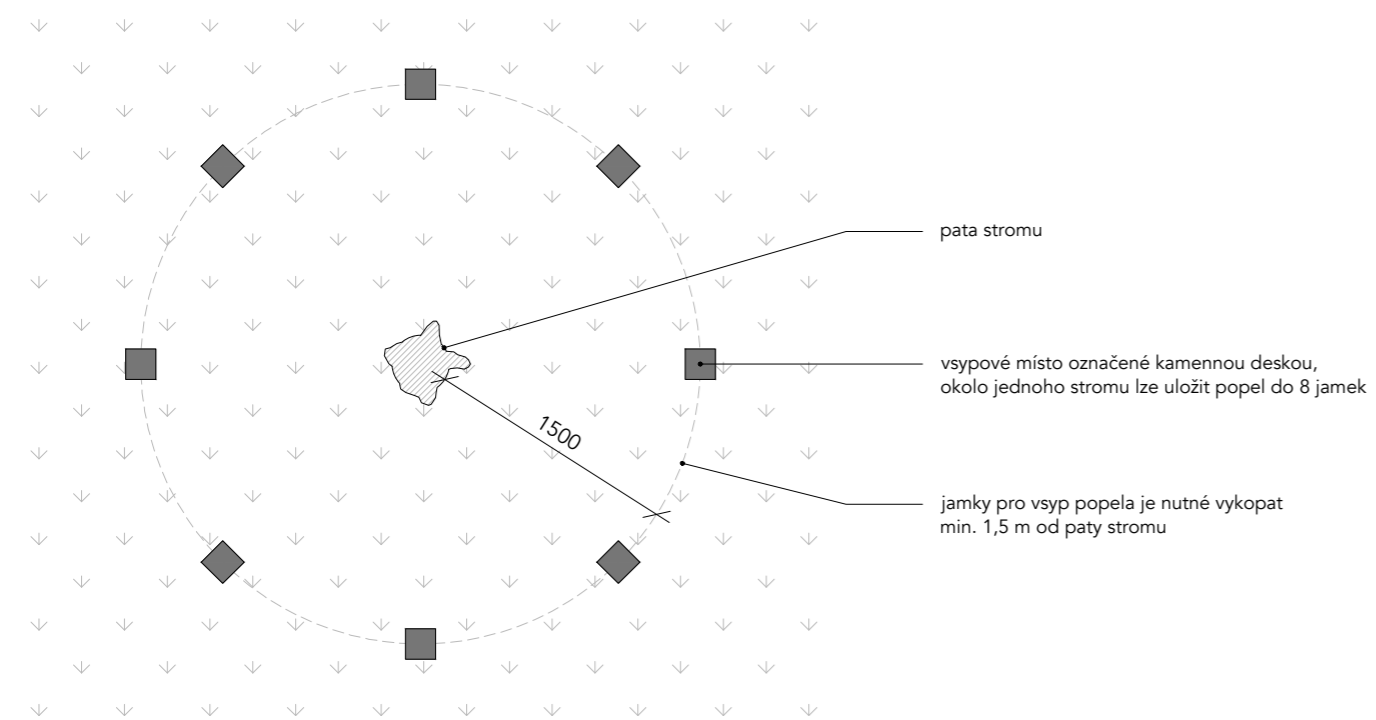 pata stromu
vsypové místo označené kamennou deskou,
okolo jednoho stromu lze uložit popel do 8 jamek
1500
jamky pro vsyp popela je nutné vykopat
min. 1,5 m od paty stromu